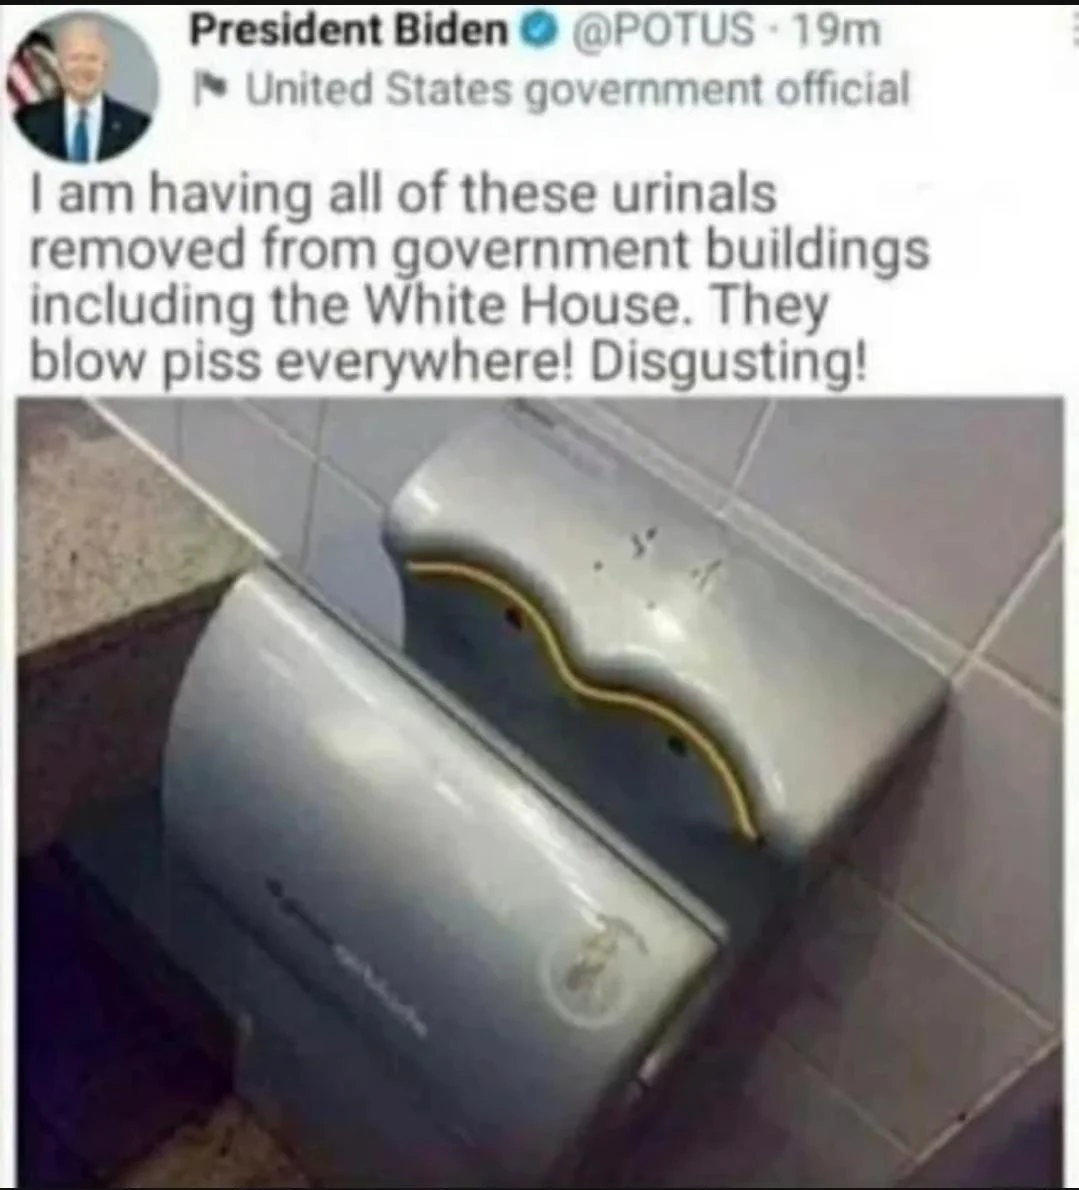 President Biden @POTUS · 19m
United States government official
I am having all of these urinals
removed from government buildings
including the White House. They
blow piss everywhere! Disgusting!